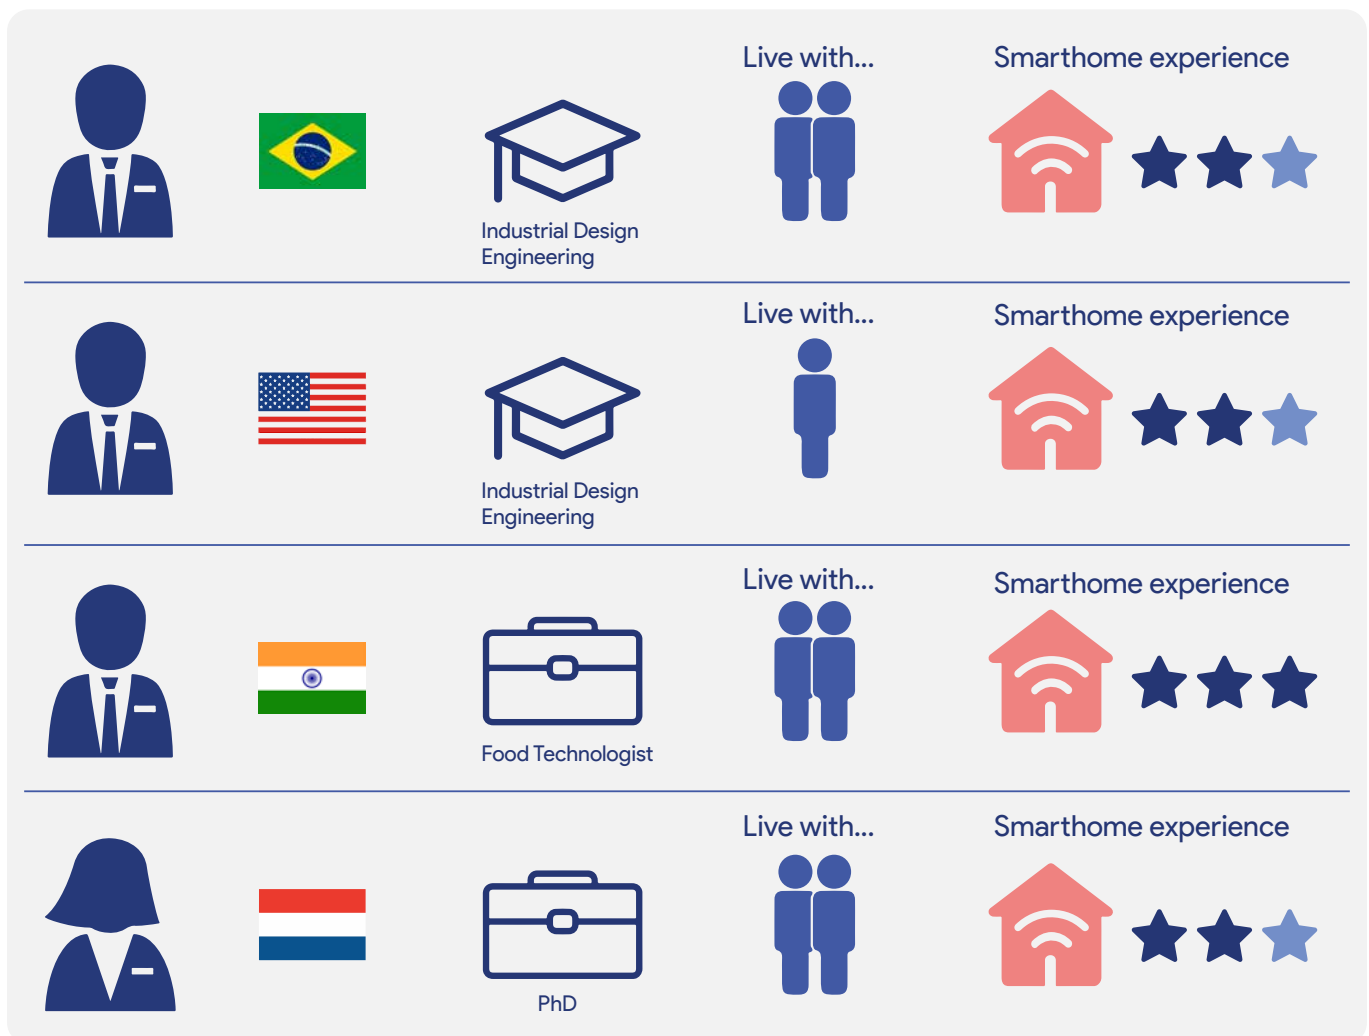 Live with...
Smarthome experience
Industrial Design
Engineering
Live with...
Smarthome experience
Industrial Design
Engineering
Live with...
Smarthome experience
Food Technologist
Live with...
Smarthome experience
PhD